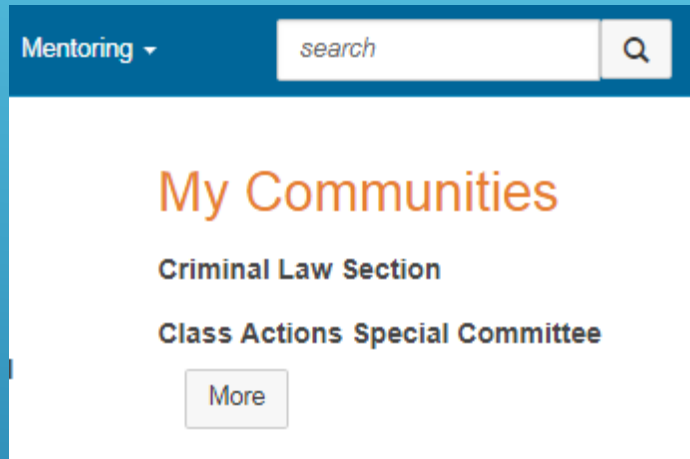 Mentoring
search
My Communities
Criminal Law Section
Class Actions Special Committee
More